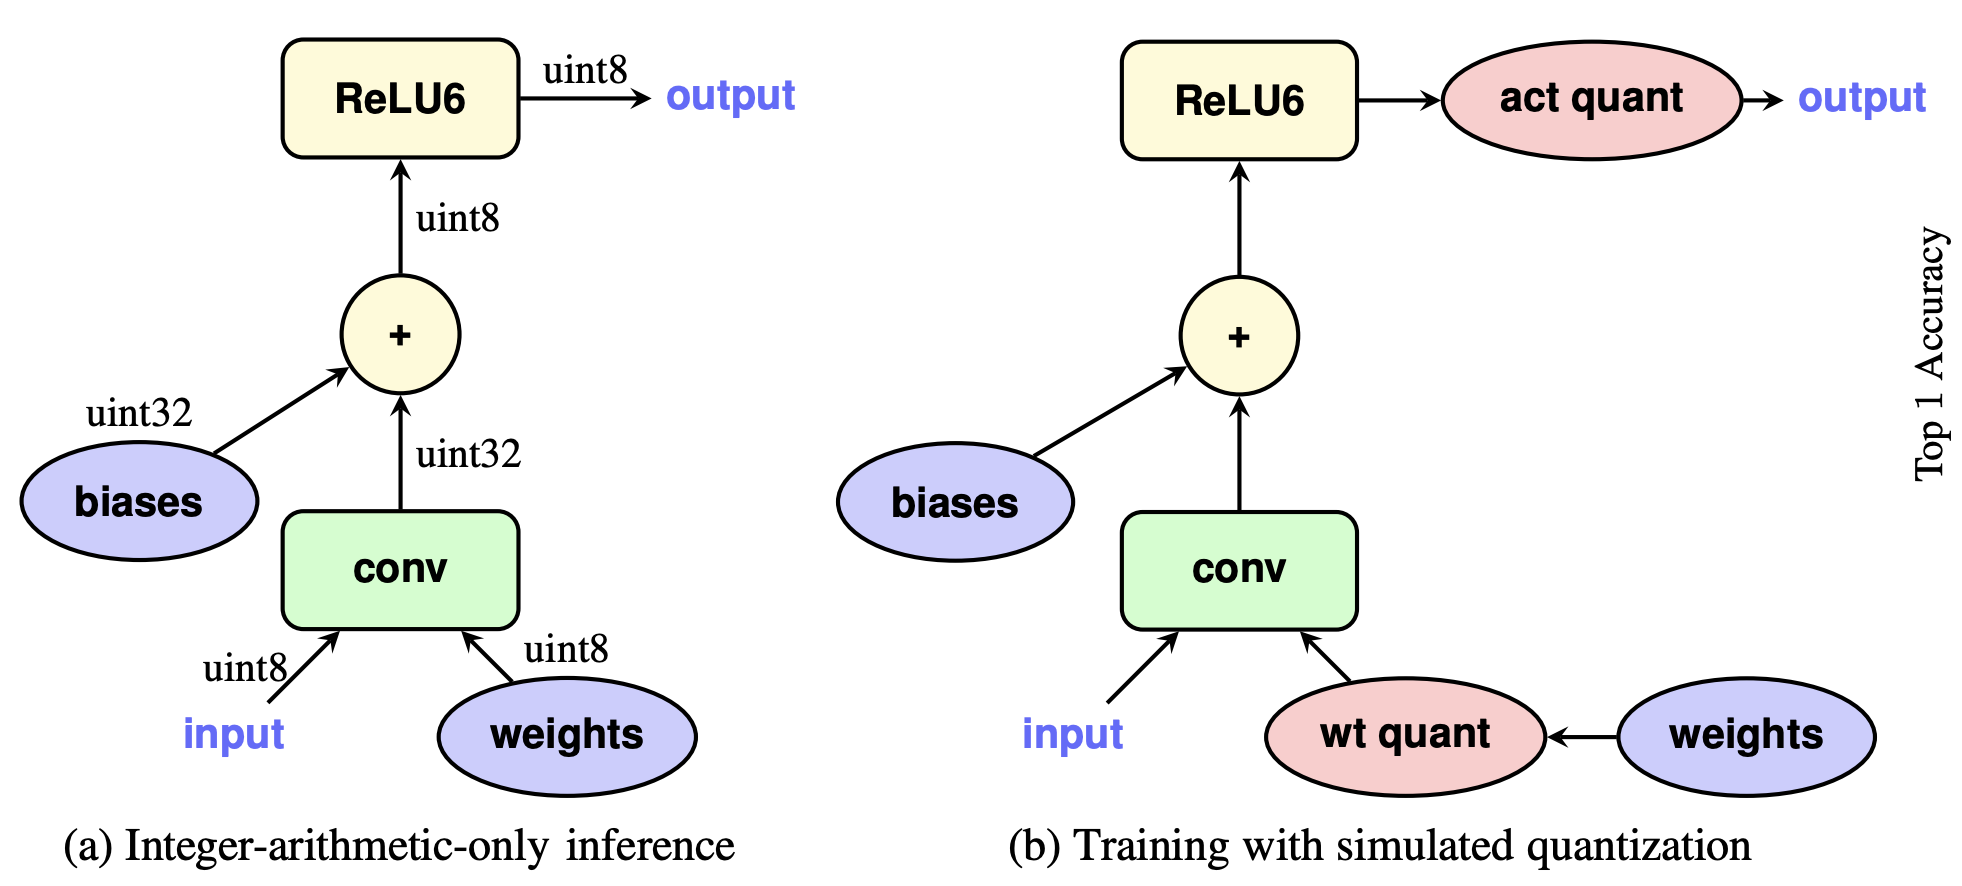 ReLU6
uint8
output
uint8
+
uint32
biases
uint32
conv
uint8
uint8
input
weights
(a) Integer-arithmetic-only inference
ReLU6
act quant
output
+
biases
conv
input
wt quant
weights
(b) Training with simulated quantization
Top 1 Accuracy